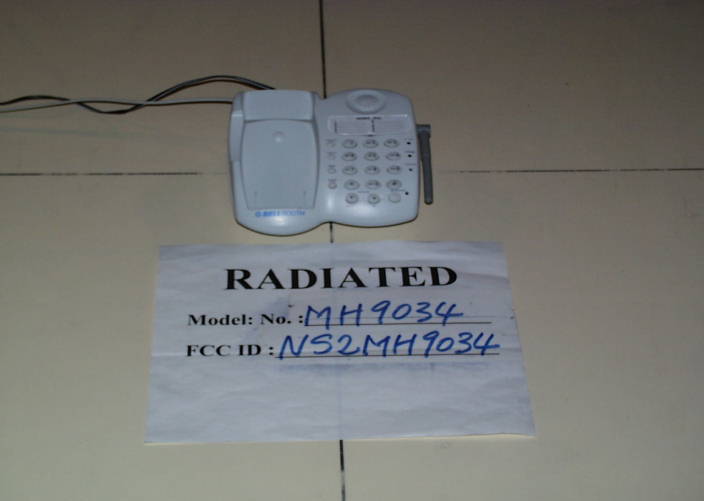 RADIATED
Model: No. : MH9034
FCC ID : NS2MH9034